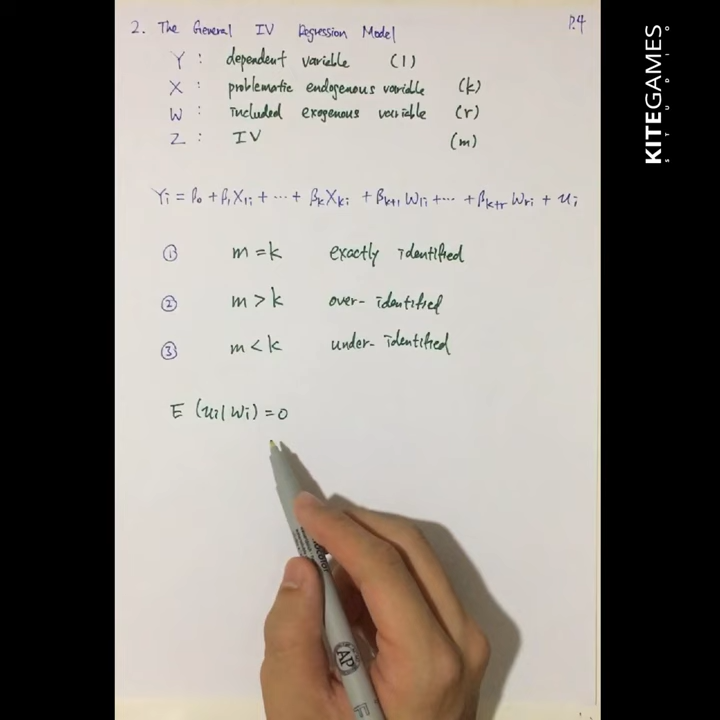 2. The General IV Regression Model
P.4
Y : dependent variable (1)
X : problematic endogenous variable (k)
W : included exogenous variable (r)
Z : IV (m)
Yi = β0 + β1X1i + ... + βkXki + βk+1W1i + ... + βk+rWri + ui
① m = k exactly identified
② m > k over-identified
③ m < k under-identified
E (ui | Wi) = 0
KITEGAMES
STUDIO
AP